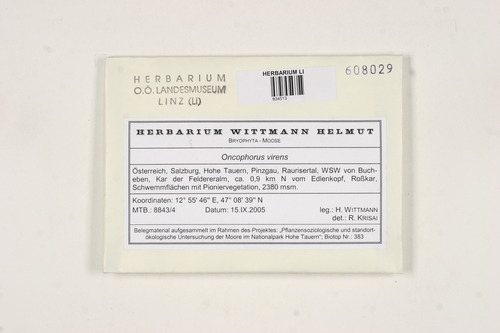 HERBARIUM
O.Ö. LANDESMUSEUM
LINZ (LI)
HERBARIUM LI
604513
608029
HERBARIUM WITTMANN HELMUT
BRYOPHYTA - MOOSE
Oncophorus virens
Österreich, Salzburg, Hohe Tauern, Pinzgau, Raurisertal, WSW von Buch-
eben, Kar der Feldereralm, ca. 0,9 km N vom Edlenkopf, Roßkar,
Schwemmflächen mit Pioniervegetation, 2380 msm.
Koordinaten: 12° 55' 46" E, 47° 08' 39" N
MTB.: 8843/4 Datum: 15.IX.2005 leg.: H. WITTMANN
det.: R. KRISAI
Belegmaterial aufgesammelt im Rahmen des Projektes: „Pflanzensoziologische und standort-
ökologische Untersuchung der Moore im Nationalpark Hohe Tauern"; Biotop Nr.: 383